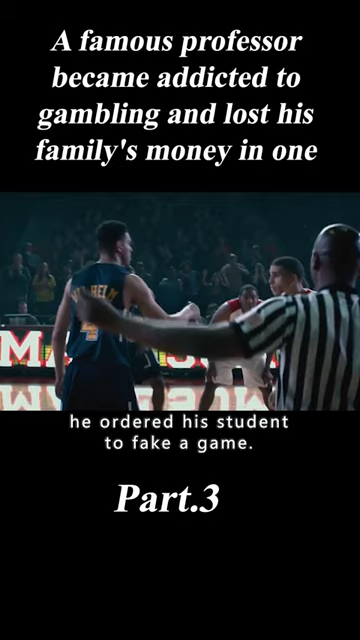 A famous professor
became addicted to
gambling and lost his
family's money in one
4
he ordered his student
to fake a game.
Part.3